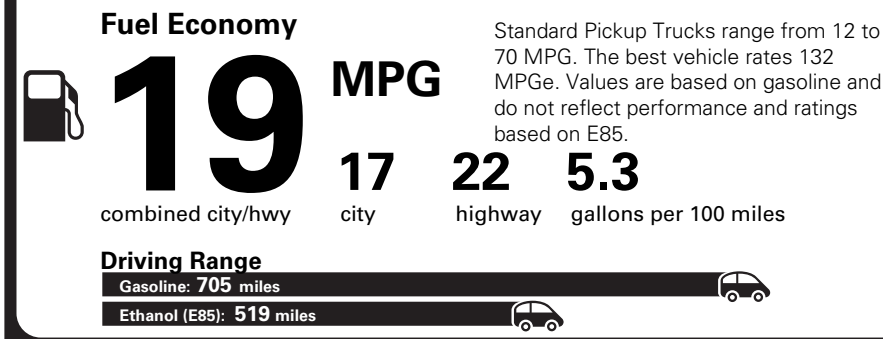 Fuel Economy
19 MPG
Standard Pickup Trucks range from 12 to
70 MPG. The best vehicle rates 132
MPGe. Values are based on gasoline and
do not reflect performance and ratings
based on E85.
17 22 5.3
combined city/hwy city highway gallons per 100 miles
Driving Range
Gasoline: 705 miles
Ethanol (E85): 519 miles